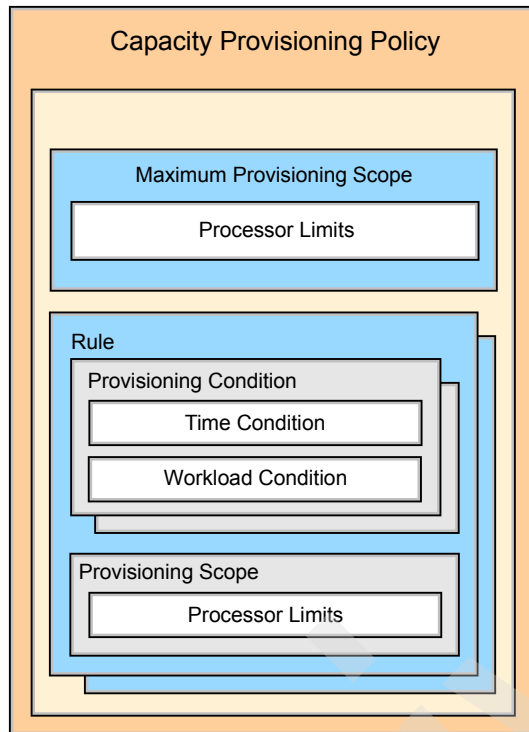 Capacity Provisioning Policy
Maximum Provisioning Scope
Processor Limits
Rule
Provisioning Condition
Time Condition
Workload Condition
Provisioning Scope
Processor Limits